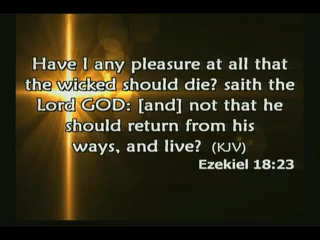 Have I any pleasure at all that
the wicked should die? saith the
Lord GOD: [and] not that he
should return from his
ways, and live? (KJV)
Ezekiel 18:23